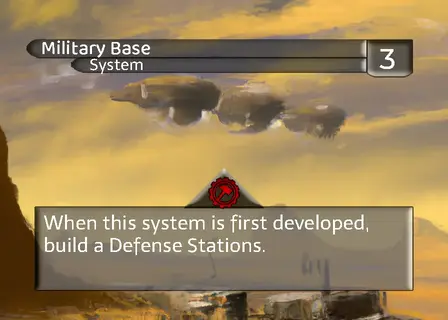 Military Base
System
3
When this system is first developed,
build a Defense Stations.